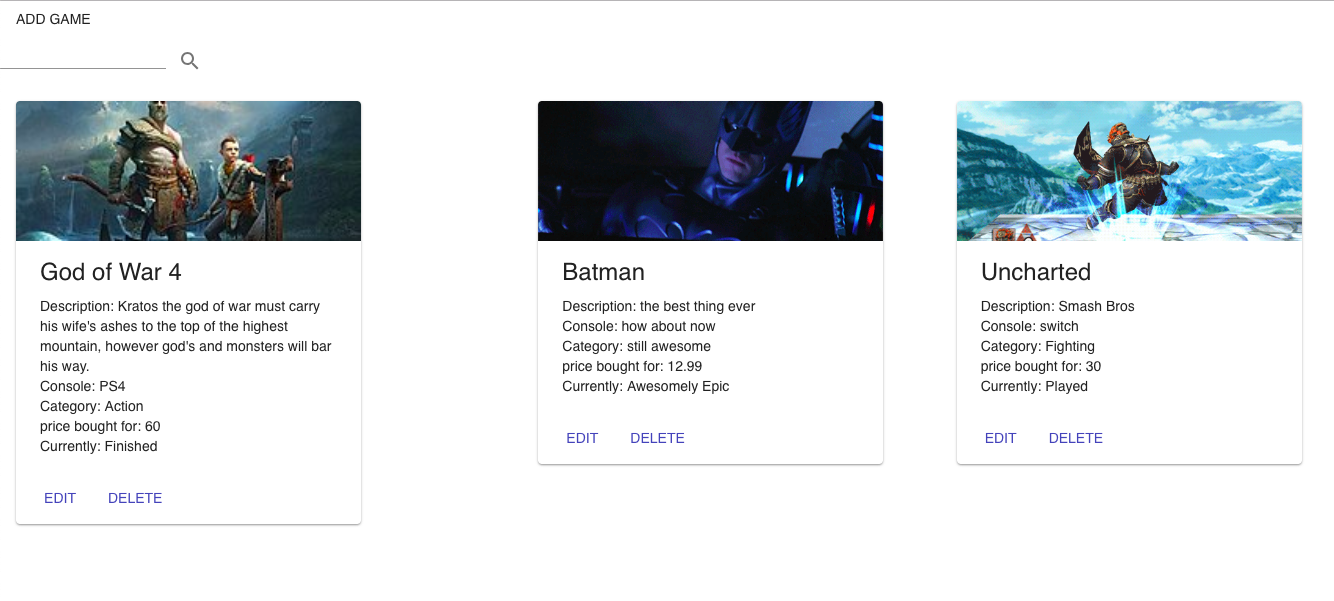 ADD GAME
God of War 4
Description: Kratos the god of war must carry
his wife's ashes to the top of the highest
mountain, however god's and monsters will bar
his way.
Console: PS4
Category: Action
price bought for: 60
Currently: Finished
EDIT DELETE
Batman
Description: the best thing ever
Console: how about now
Category: still awesome
price bought for: 12.99
Currently: Awesomely Epic
EDIT DELETE
Uncharted
Description: Smash Bros
Console: switch
Category: Fighting
price bought for: 30
Currently: Played
EDIT DELETE